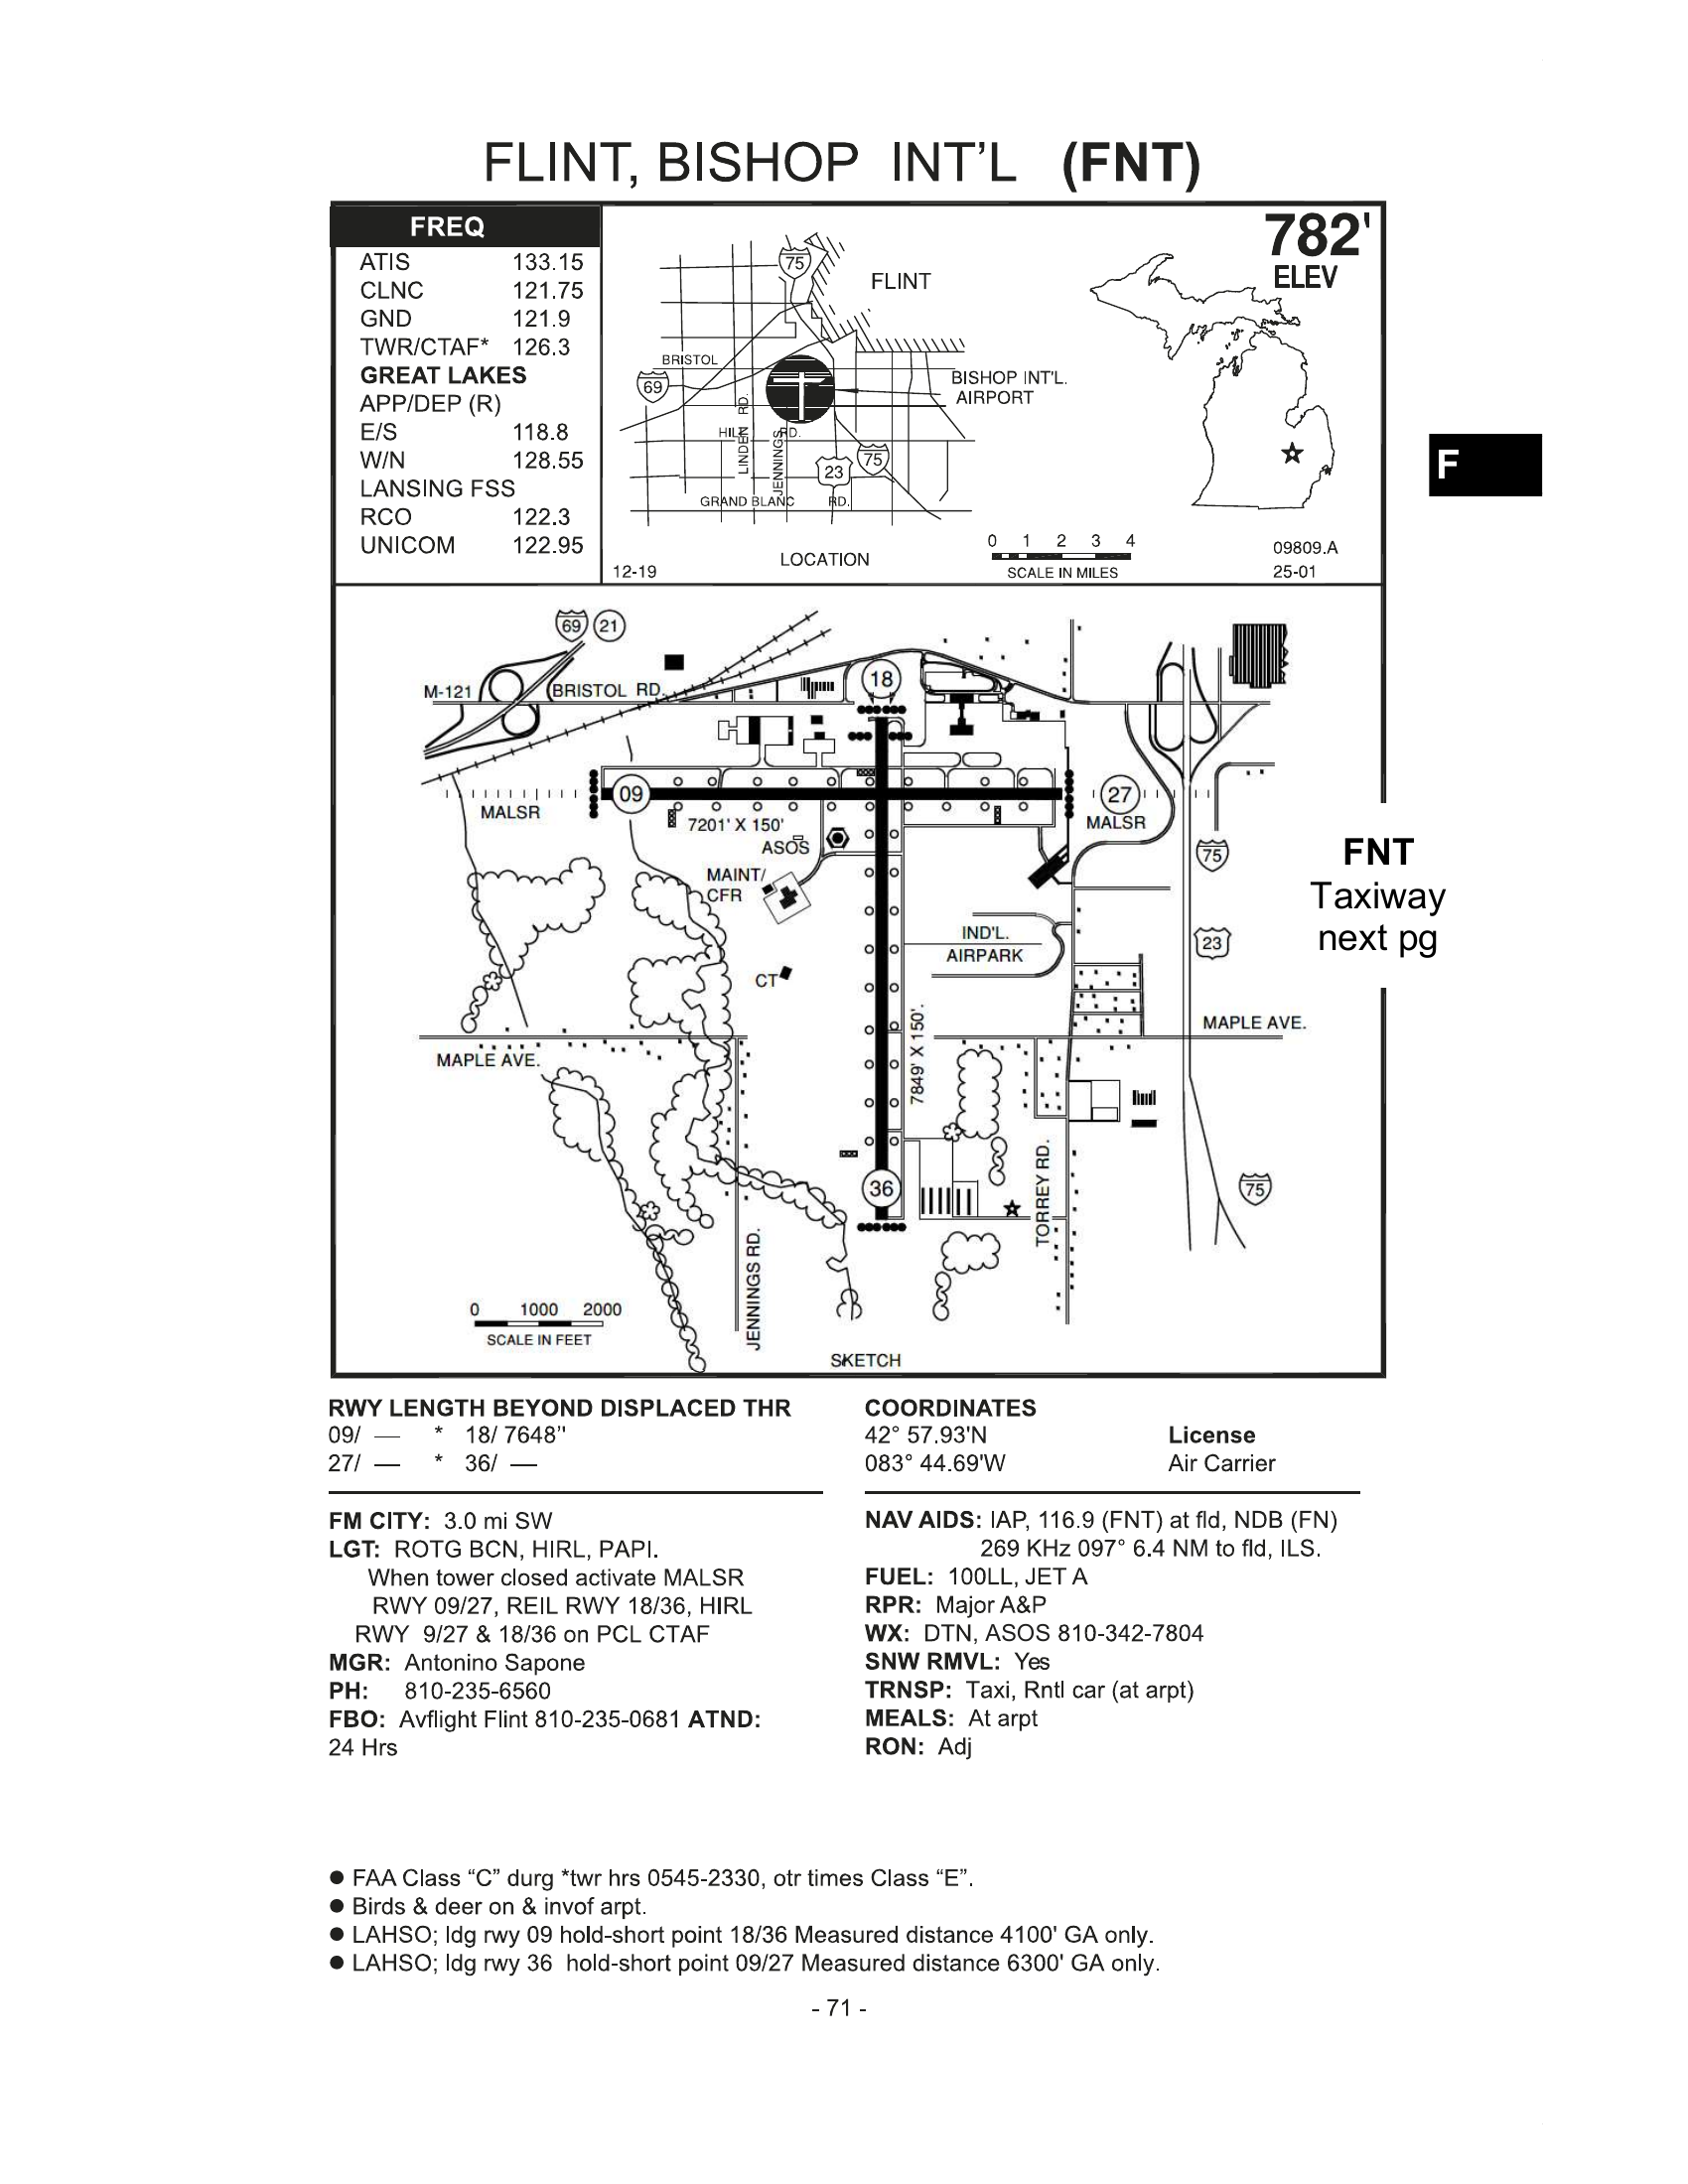 FLINT, BISHOP INT’L (FNT)
FREQ
ATIS 133.15
CLNC 121.75
GND 121.9
TWR/CTAF* 126.3
GREAT LAKES
APP/DEP (R)
E/S 118.8
W/N 128.55
LANSING FSS
RCO 122.3
UNICOM 122.95
782'
ELEV
75
FLINT
BRISTOL
69
BISHOP INT'L.
AIRPORT
LINDEN RD.
HILL RD.
JENNINGS
23
75
GRAND BLANC RD.
LOCATION
12-19
0 1 2 3 4
SCALE IN MILES
09809.A
25-01
F
69 21
M-121
BRISTOL RD.
18
09
27
MALSR
MALSR
7201' X 150'
ASOS
MAINT/
CFR
75
FNT
Taxiway
next pg
IND'L.
AIRPARK
23
CT
MAPLE AVE.
MAPLE AVE.
7849' X 150'.
36
TORREY RD.
75
JENNINGS RD.
0 1000 2000
SCALE IN FEET
SKETCH
RWY LENGTH BEYOND DISPLACED THR
09/ — * 18/ 7648"
27/ — * 36/ —
COORDINATES
42° 57.93'N
083° 44.69'W
License
Air Carrier
FM CITY: 3.0 mi SW
LGT: ROTG BCN, HIRL, PAPI.
When tower closed activate MALSR
RWY 09/27, REIL RWY 18/36, HIRL
RWY 9/27 & 18/36 on PCL CTAF
MGR: Antonino Sapone
PH: 810-235-6560
FBO: Avflight Flint 810-235-0681 ATND:
24 Hrs
NAV AIDS: IAP, 116.9 (FNT) at fld, NDB (FN)
269 KHz 097° 6.4 NM to fld, ILS.
FUEL: 100LL, JET A
RPR: Major A&P
WX: DTN, ASOS 810-342-7804
SNW RMVL: Yes
TRNSP: Taxi, Rntl car (at arpt)
MEALS: At arpt
RON: Adj
● FAA Class “C” durg *twr hrs 0545-2330, otr times Class “E”.
● Birds & deer on & invof arpt.
● LAHSO; ldg rwy 09 hold-short point 18/36 Measured distance 4100' GA only.
● LAHSO; ldg rwy 36 hold-short point 09/27 Measured distance 6300' GA only.
- 71 -